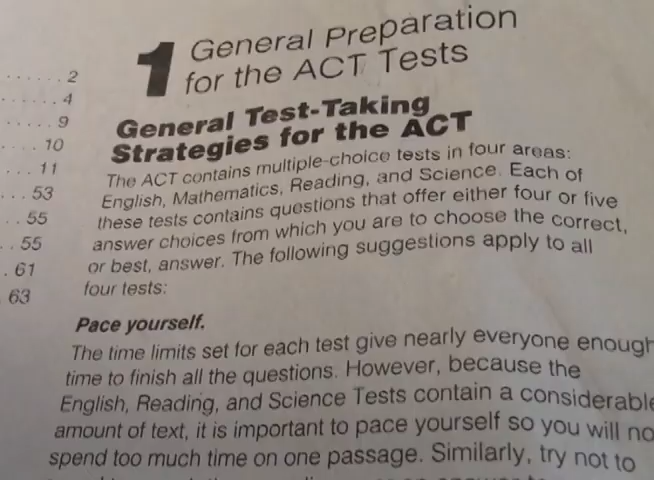 ......2
......4
.....9
.....10
....11
...53
..55
..55
.61
63
1 General Preparation
for the ACT Tests
General Test-Taking
Strategies for the ACT
The ACT contains multiple-choice tests in four areas:
English, Mathematics, Reading, and Science. Each of
these tests contains questions that offer either four or five
answer choices from which you are to choose the correct,
or best, answer. The following suggestions apply to all
four tests:
Pace yourself.
The time limits set for each test give nearly everyone enough
time to finish all the questions. However, because the
English, Reading, and Science Tests contain a considerable
amount of text, it is important to pace yourself so you will no
spend too much time on one passage. Similarly, try not to